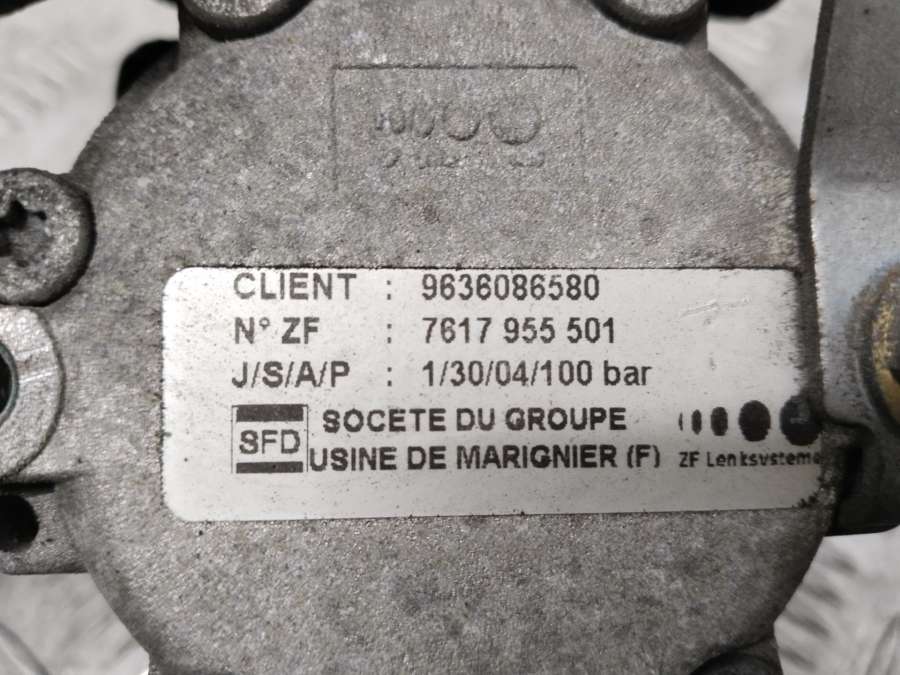 CLIENT : 9636086580
N° ZF : 7617 955 501
J/S/A/P : 1/30/04/100 bar
SFD SOCETE DU GROUPE
USINE DE MARIGNIER (F) ZF Lenksysteme